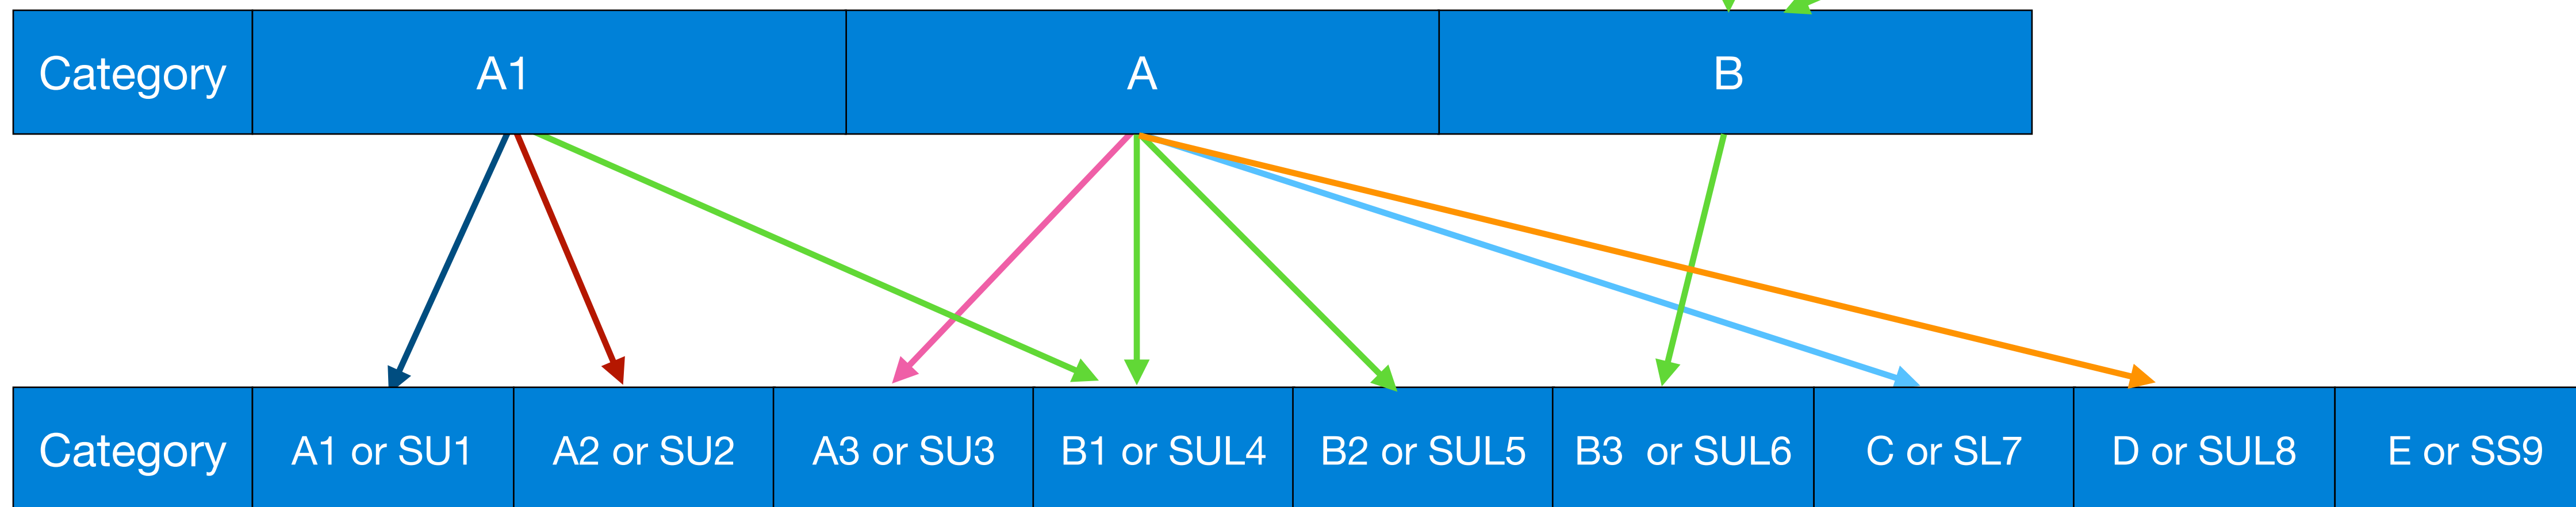 Category A1 A B
Category A1 or SU1 A2 or SU2 A3 or SU3 B1 or SUL4 B2 or SUL5 B3 or SUL6 C or SL7 D or SUL8 E or SS9